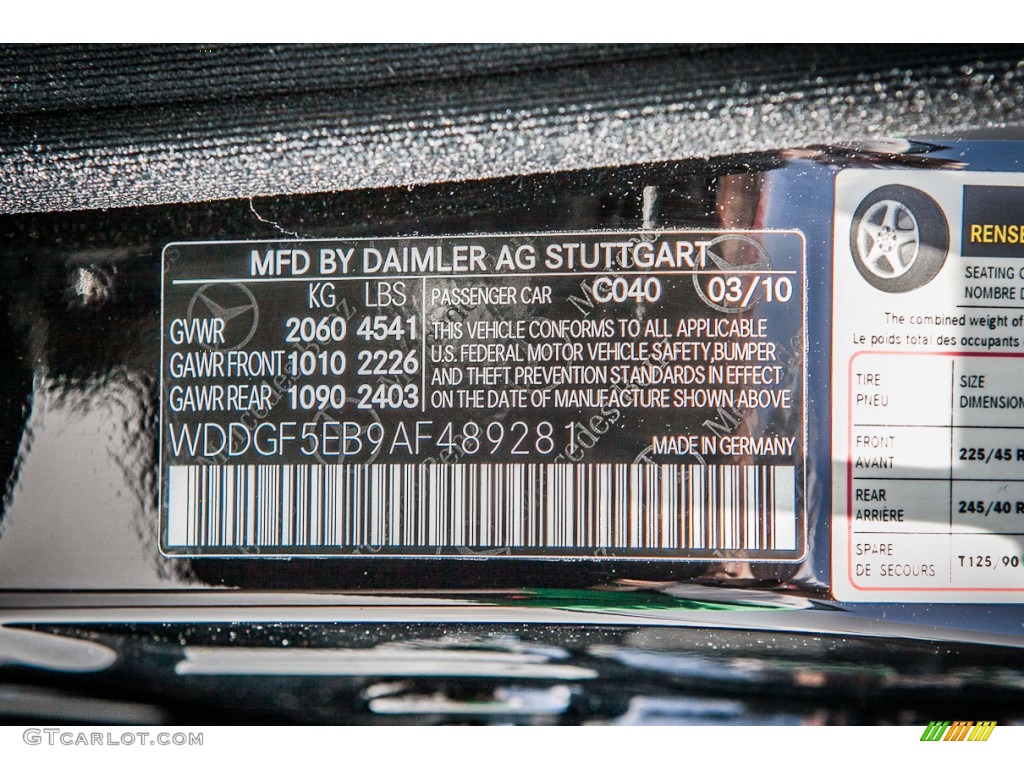 MFD BY DAIMLER AG STUTTGART
KG LBS
GVWR 2060 4541
GAWR FRONT 1010 2226
GAWR REAR 1090 2403
PASSENGER CAR C040 03/10
THIS VEHICLE CONFORMS TO ALL APPLICABLE
U.S. FEDERAL MOTOR VEHICLE SAFETY, BUMPER
AND THEFT PREVENTION STANDARDS IN EFFECT
ON THE DATE OF MANUFACTURE SHOWN ABOVE
WDDGF5EB9AF489281 MADE IN GERMANY
RENSE
SEATING
NOMBRE
The combined weight of
Le poids total des occupants
TIRE SIZE
PNEU DIMENSION
FRONT 225/45 R
AVANT
REAR 245/40 R
ARRIÈRE
SPARE T125/90
DE SECOURS
GTcarlot.com